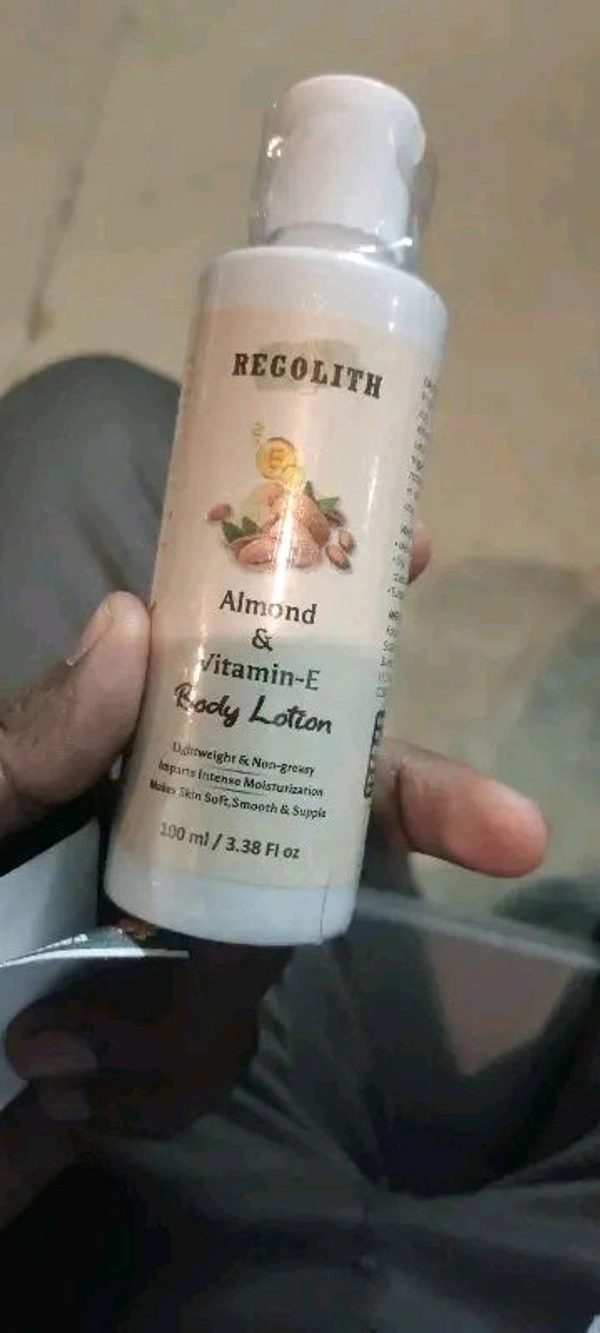 REGOLITH
E
Almond
&
Vitamin-E
Body Lotion
Lightweight & Non-greasy
Imparts Intense Moisturization
Makes Skin Soft,Smooth & Supple
100 ml / 3.38 Fl oz